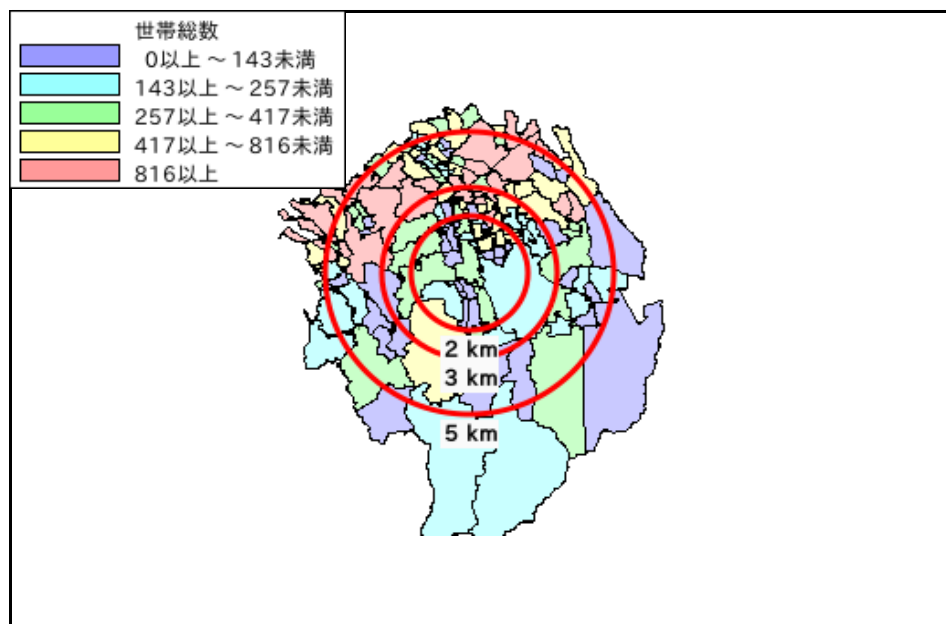 世帯総数
0以上 ~ 143未満
143以上 ~ 257未満
257以上 ~ 417未満
417以上 ~ 816未満
816以上
2 km
3 km
5 km